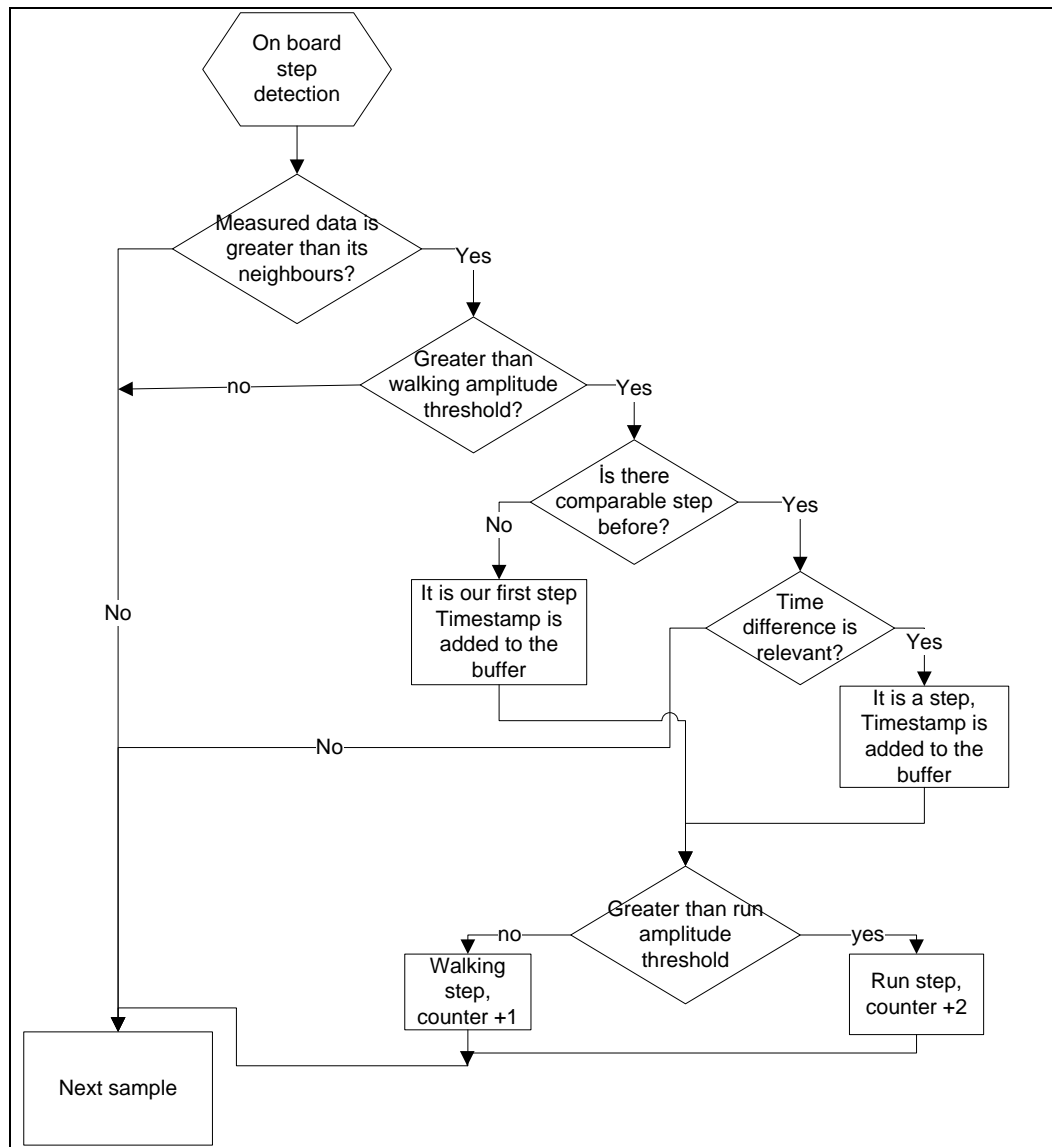 On board
step
detection
Measured data is
greater than its
neighbours?
Yes
Greater than
walking amplitude
threshold?
no
Yes
İs there
comparable step
before?
No
Yes
It is our first step
Timestamp is
added to the
buffer
Time
difference is
relevant?
No
Yes
It is a step,
Timestamp is
added to the
buffer
No
Greater than run
amplitude
threshold
no
yes
Walking
step,
counter +1
Run step,
counter +2
Next sample